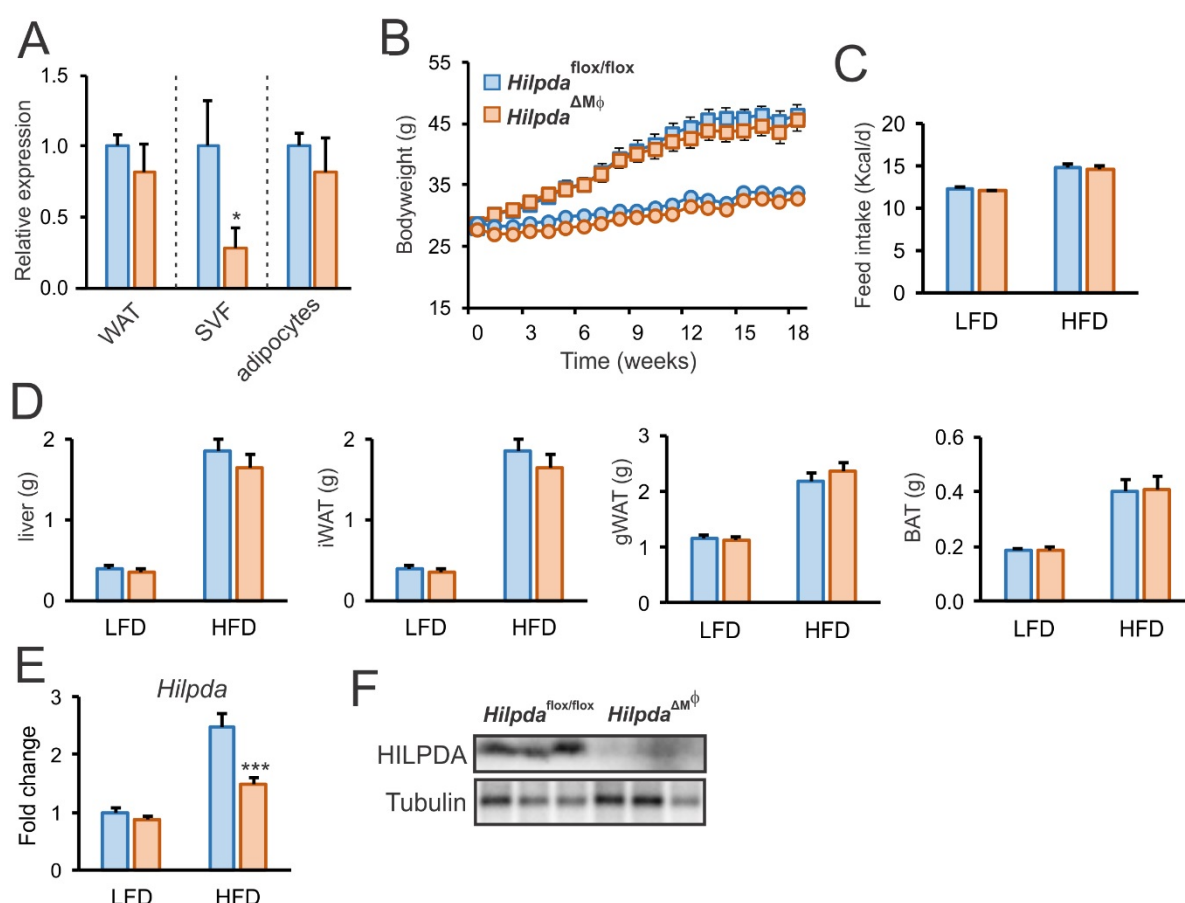 A
Relative expression
1.5
1.0
0.5
0.0
*
WAT
SVF
adipocytes
B
Bodyweight (g)
55
45
35
25
15
Hilpda flox/flox
Hilpda ΔMϕ
0 3 6 9 12 15 18
Time (weeks)
C
Feed intake (Kcal/d)
20
15
10
5
0
LFD HFD
D
liver (g)
2
1
0
LFD HFD
iWAT (g)
2
1
0
LFD HFD
gWAT (g)
3
2
1
0
LFD HFD
BAT (g)
0.6
0.4
0.2
0.0
LFD HFD
E
Hilpda
Fold change
3
2
1
0
***
LFD HFD
F
Hilpda flox/flox Hilpda ΔMϕ
HILPDA
Tubulin